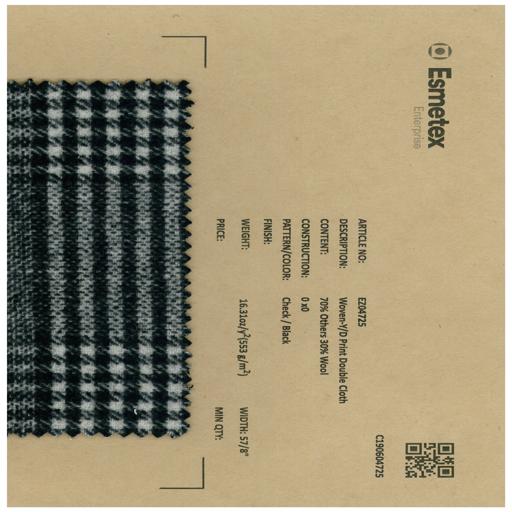 Esmetex
Enterprise
ARTICLE NO: EZ04725
DESCRIPTION: Woven-Y/D Print Double Cloth
CONTENT: 70% Others 30% Wool
CONSTRUCTION: 0 x0
PATTERN/COLOR: Check / Black
FINISH:
WEIGHT: 16.31oz/y²(553 g/m²) WIDTH: 57/8"
PRICE: MIN QTY:
C190604725